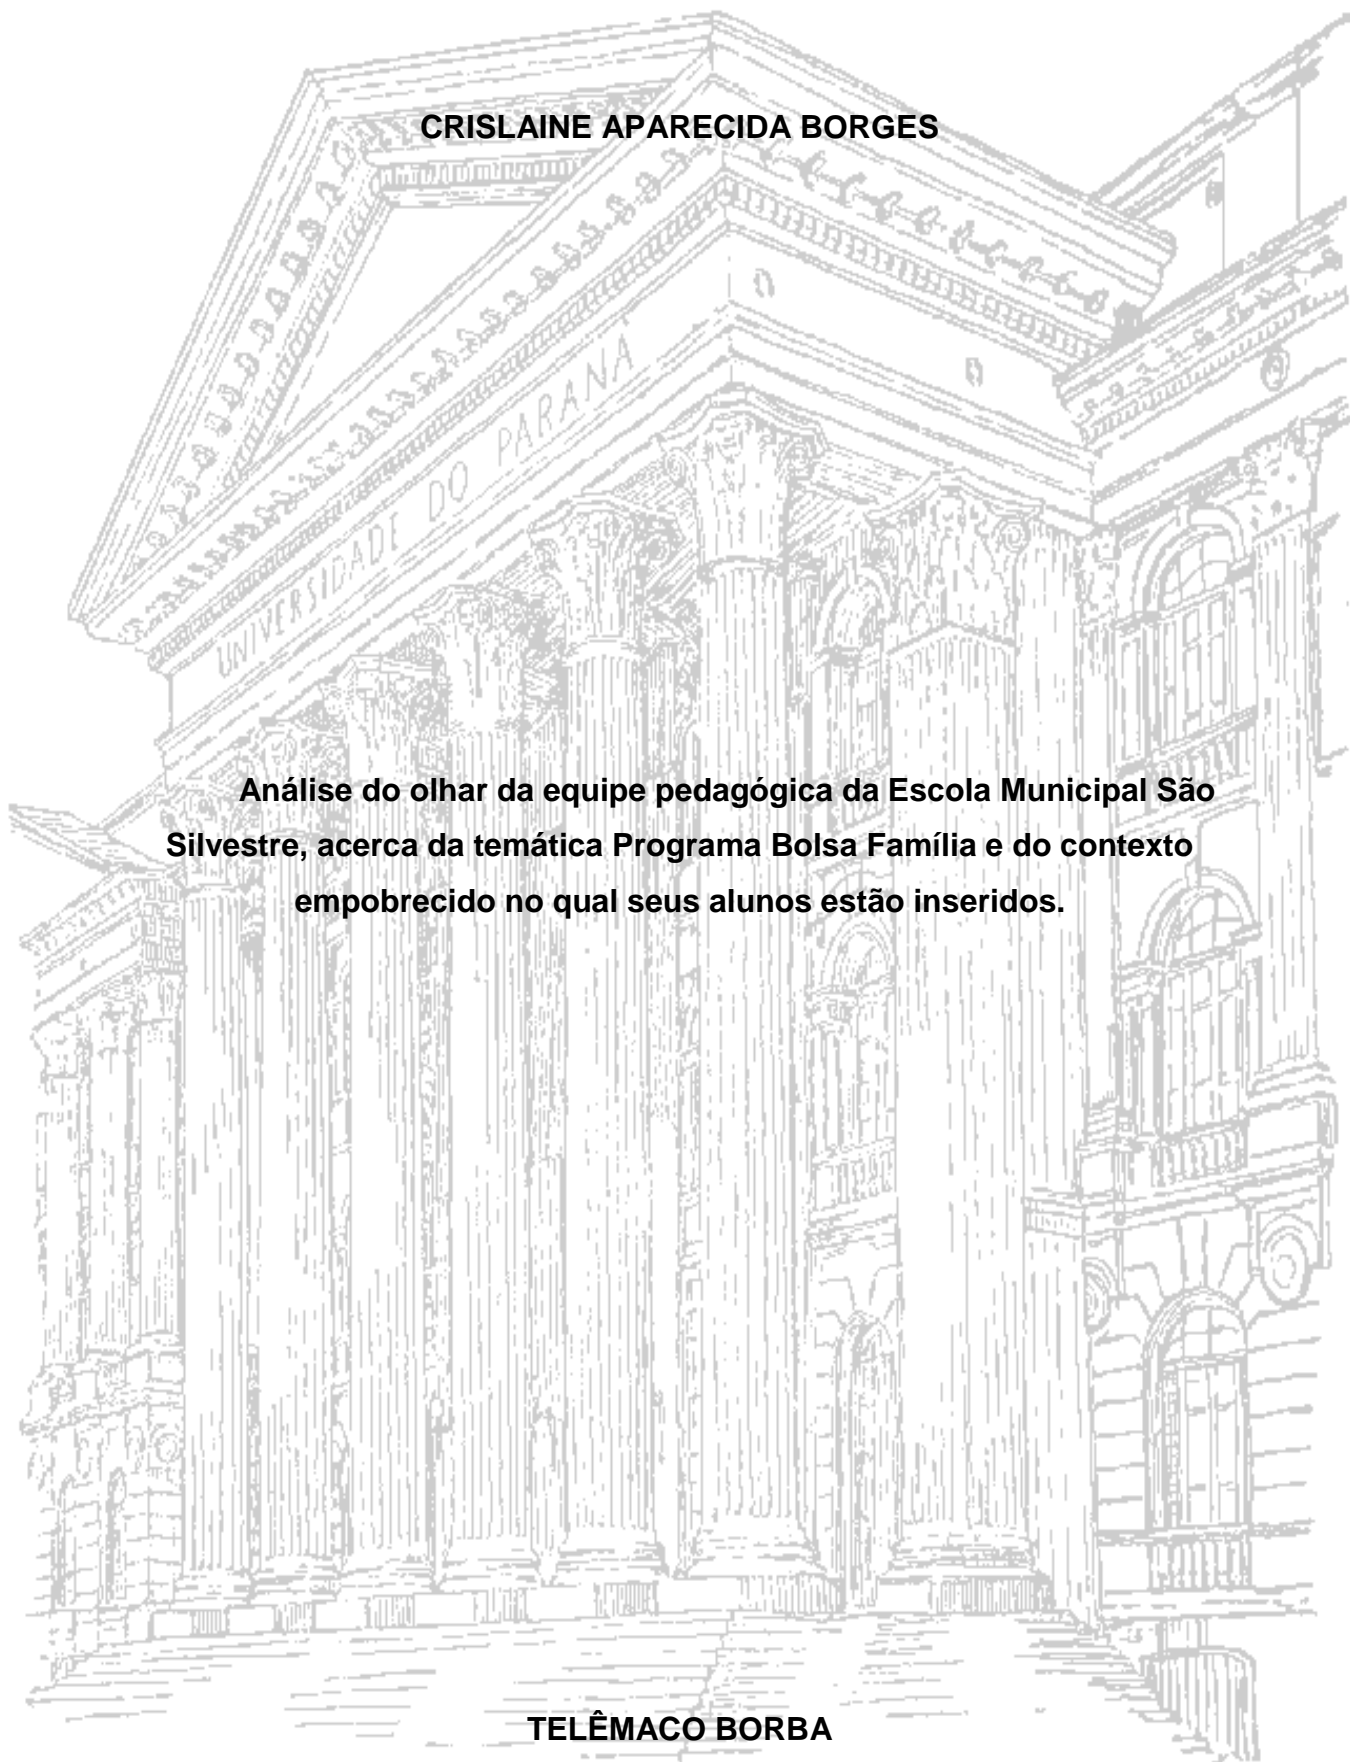 CRISLAINE APARECIDA BORGES
UNIVERSIDADE DO PARANÁ
Análise do olhar da equipe pedagógica da Escola Municipal São
Silvestre, acerca da temática Programa Bolsa Família e do contexto
empobrecido no qual seus alunos estão inseridos.
TELÊMACO BORBA